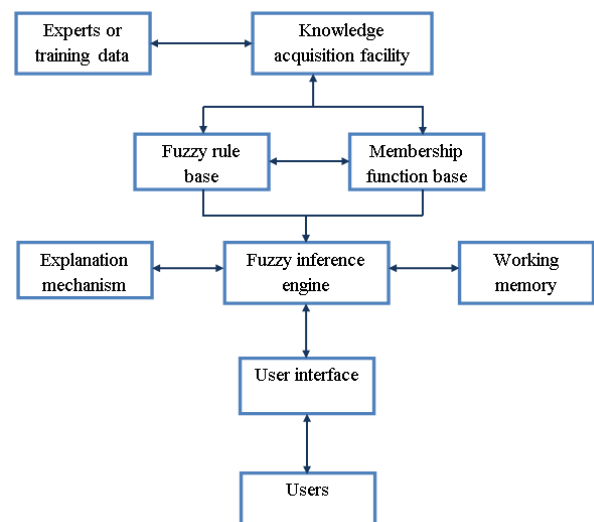 Experts or
training data
Knowledge
acquisition facility
Fuzzy rule
base
Membership
function base
Explanation
mechanism
Fuzzy inference
engine
Working
memory
User interface
Users